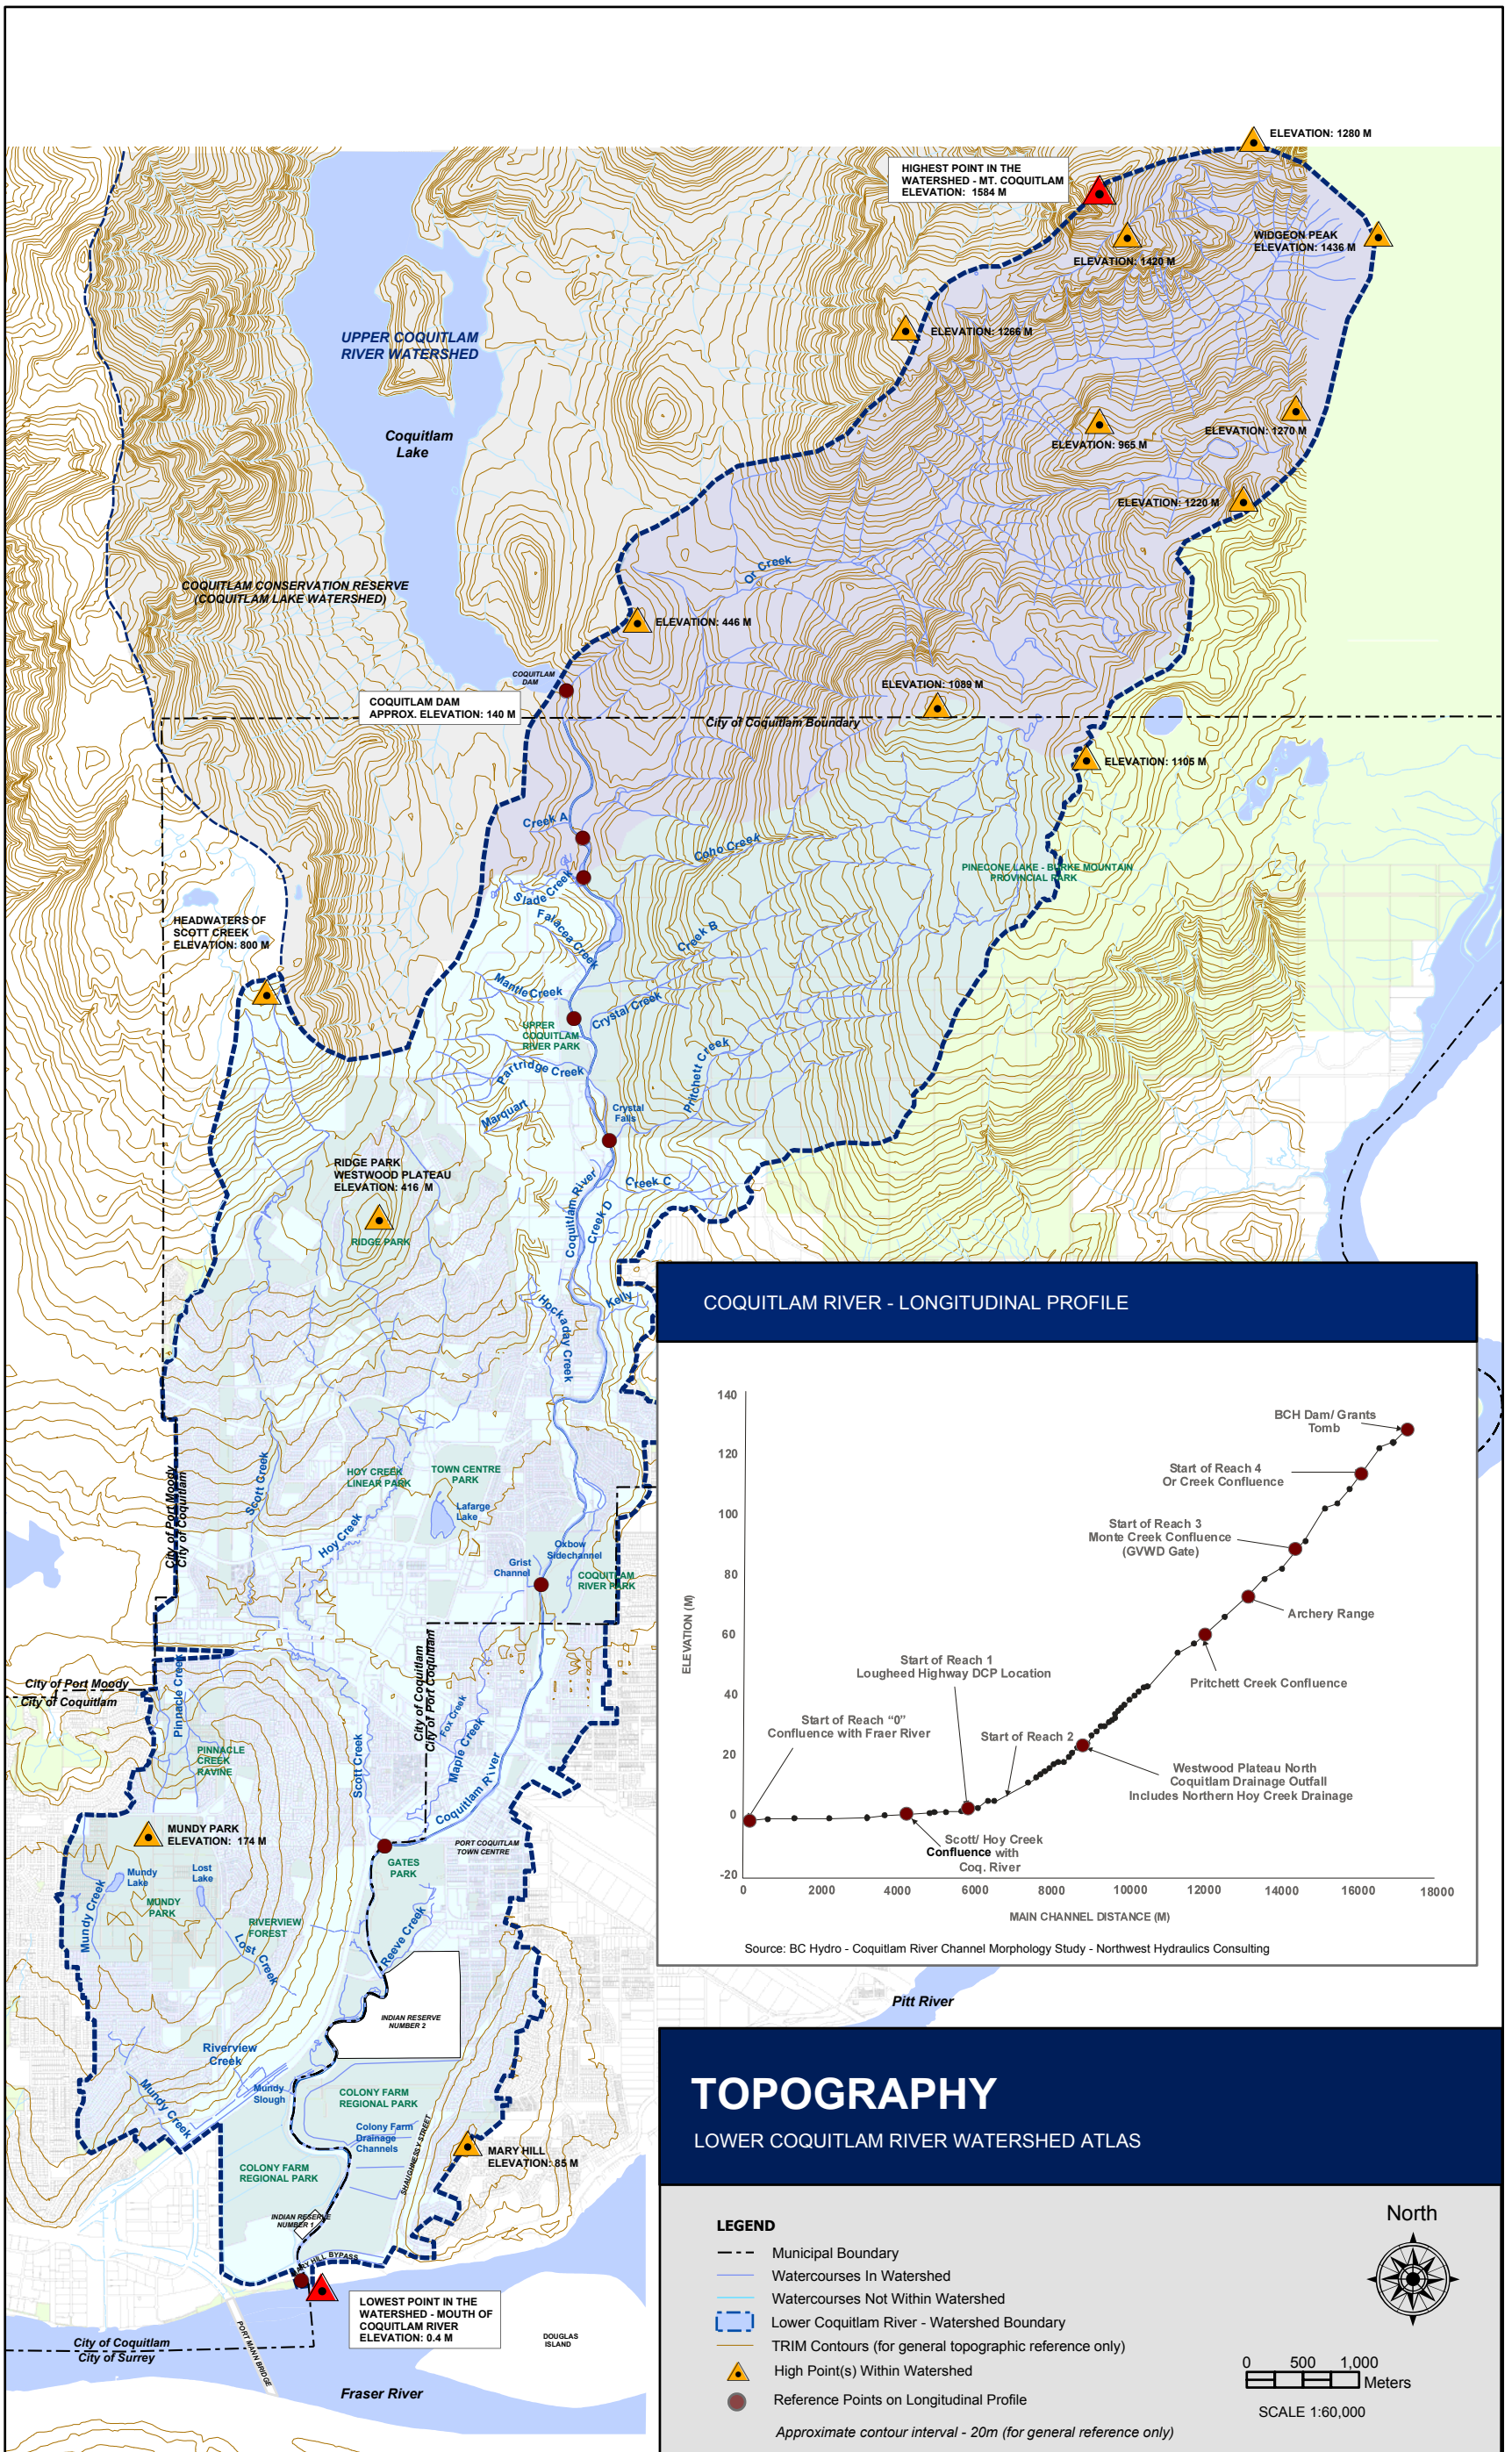 ELEVATION: 1280 M
HIGHEST POINT IN THE
WATERSHED - MT. COQUITLAM
ELEVATION: 1584 M
WIDGEON PEAK
ELEVATION: 1436 M
ELEVATION: 1420 M
UPPER COQUITLAM
RIVER WATERSHED
ELEVATION: 1266 M
Coquitlam
Lake
ELEVATION: 965 M
ELEVATION: 1270 M
ELEVATION: 1220 M
Or Creek
COQUITLAM CONSERVATION RESERVE
(COQUITLAM LAKE WATERSHED)
ELEVATION: 446 M
COQUITLAM
DAM
COQUITLAM DAM
APPROX. ELEVATION: 140 M
ELEVATION: 1089 M
City of Coquitlam Boundary
ELEVATION: 1105 M
Creek A
Coho Creek
PINECONE LAKE - BURKE MOUNTAIN
PROVINCIAL PARK
Slade Creek
Falacea Creek
HEADWATERS OF
SCOTT CREEK
ELEVATION: 800 M
Creek B
Mantle Creek
Crystal Creek
UPPER
COQUITLAM
RIVER PARK
Partridge Creek
Pritchett Creek
Marquart
Crystal
Falls
RIDGE PARK
WESTWOOD PLATEAU
ELEVATION: 416 M
RIDGE PARK
Coquitlam River
Creek C
Creek D
Kelly
Hockaday Creek
COQUITLAM RIVER - LONGITUDINAL PROFILE
140
120
100
80
60
40
20
0
-20
ELEVATION (M)
BCH Dam/ Grants
Tomb
Start of Reach 4
Or Creek Confluence
Start of Reach 3
Monte Creek Confluence
(GVWD Gate)
Archery Range
Pritchett Creek Confluence
Start of Reach 1
Lougheed Highway DCP Location
Start of Reach “0”
Confluence with Fraer River
Start of Reach 2
Westwood Plateau North
Coquitlam Drainage Outfall
Includes Northern Hoy Creek Drainage
Scott/ Hoy Creek
Confluence with
Coq. River
0 2000 4000 6000 8000 10000 12000 14000 16000 18000
MAIN CHANNEL DISTANCE (M)
Source: BC Hydro - Coquitlam River Channel Morphology Study - Northwest Hydraulics Consulting
City of Port Moody
City of Coquitlam
Scott Creek
HOY CREEK
LINEAR PARK
TOWN CENTRE
PARK
Lafarge
Lake
Hoy Creek
Oxbow
Sidechannel
Grist
Channel
COQUITLAM
RIVER PARK
City of Coquitlam
City of Port Coquitlam
City of Port Moody
City of Coquitlam
Pinnacle Creek
Fox Creek
Maple Creek
PINNACLE
CREEK
RAVINE
Scott Creek
Coquitlam River
MUNDY PARK
ELEVATION: 174 M
PORT COQUITLAM
TOWN CENTRE
GATES
PARK
Mundy
Lake
Lost
Lake
MUNDY
PARK
Mundy Creek
RIVERVIEW
FOREST
Lost Creek
Reeve Creek
INDIAN RESERVE
NUMBER 2
Riverview
Creek
Mundy
Slough
Mundy Creek
COLONY FARM
REGIONAL PARK
Colony Farm
Drainage
Channels
SHAUGHNESSY STREET
MARY HILL
ELEVATION: 85 M
COLONY FARM
REGIONAL PARK
INDIAN RESERVE
NUMBER 1
MARY HILL BYPASS
LOWEST POINT IN THE
WATERSHED - MOUTH OF
COQUITLAM RIVER
ELEVATION: 0.4 M
City of Coquitlam
City of Surrey
PORT MANN BRIDGE
DOUGLAS
ISLAND
Fraser River
Pitt River
TOPOGRAPHY
LOWER COQUITLAM RIVER WATERSHED ATLAS
LEGEND
Municipal Boundary
Watercourses In Watershed
Watercourses Not Within Watershed
Lower Coquitlam River - Watershed Boundary
TRIM Contours (for general topographic reference only)
High Point(s) Within Watershed
Reference Points on Longitudinal Profile
Approximate contour interval - 20m (for general reference only)
North
0 500 1,000
Meters
SCALE 1:60,000